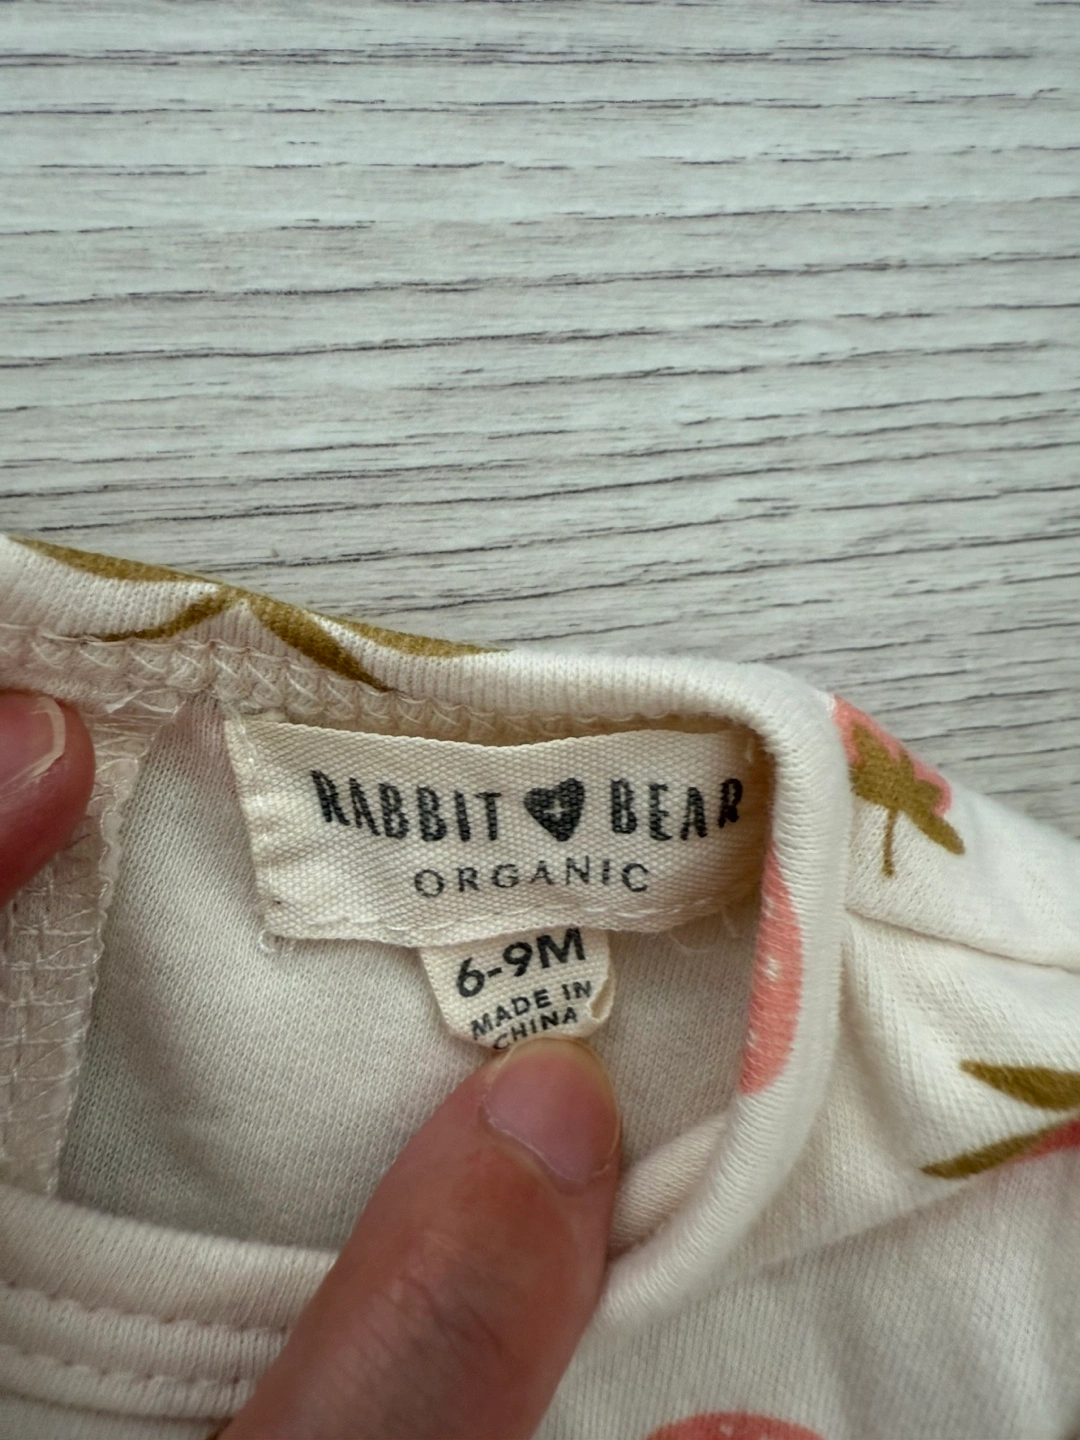 RABBIT + BEAR
ORGANIC
6-9M
MADE IN
CHINA